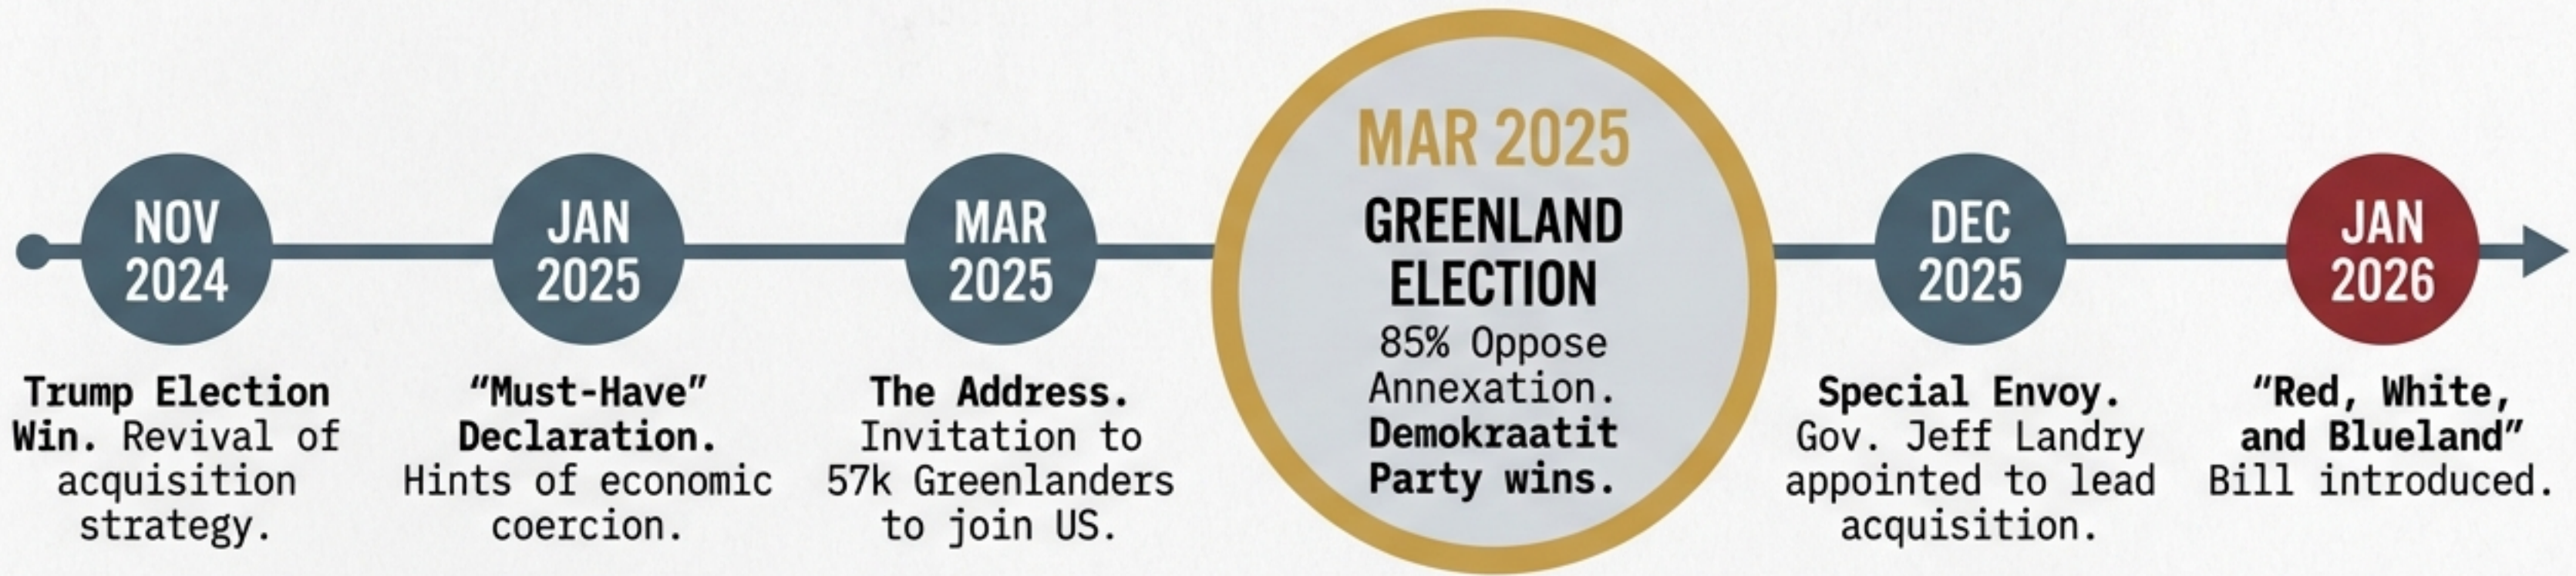 NOV
2024
Trump Election
Win. Revival of
acquisition
strategy.
JAN
2025
“Must-Have”
Declaration.
Hints of economic
coercion.
MAR
2025
The Address.
Invitation to
57k Greenlanders
to join US.
MAR 2025
GREENLAND
ELECTION
85% Oppose
Annexation.
Demokraatit
Party wins.
DEC
2025
Special Envoy.
Gov. Jeff Landry
appointed to lead
acquisition.
JAN
2026
“Red, White,
and Blueland”
Bill introduced.